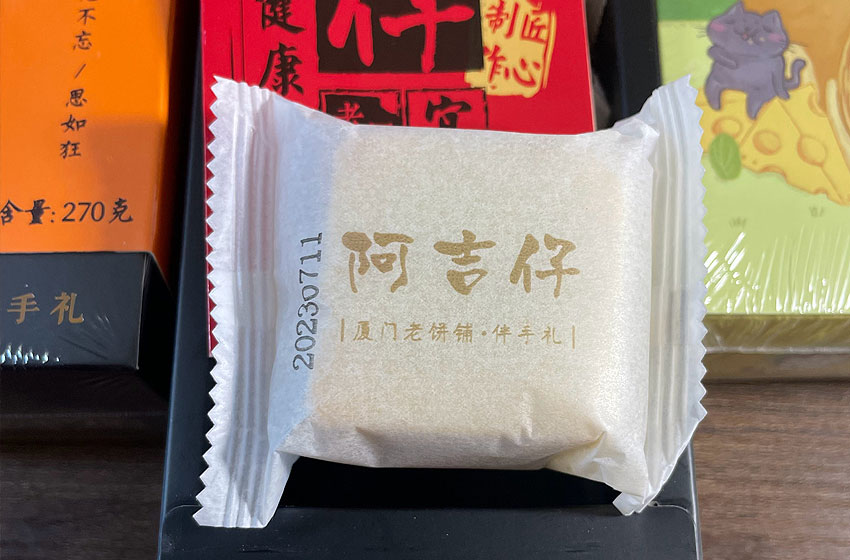 不忘/思如狂
含量: 270克
手礼
健康
仔
匠心
制作
阿吉仔
|厦门老饼铺·伴手礼|
20230711